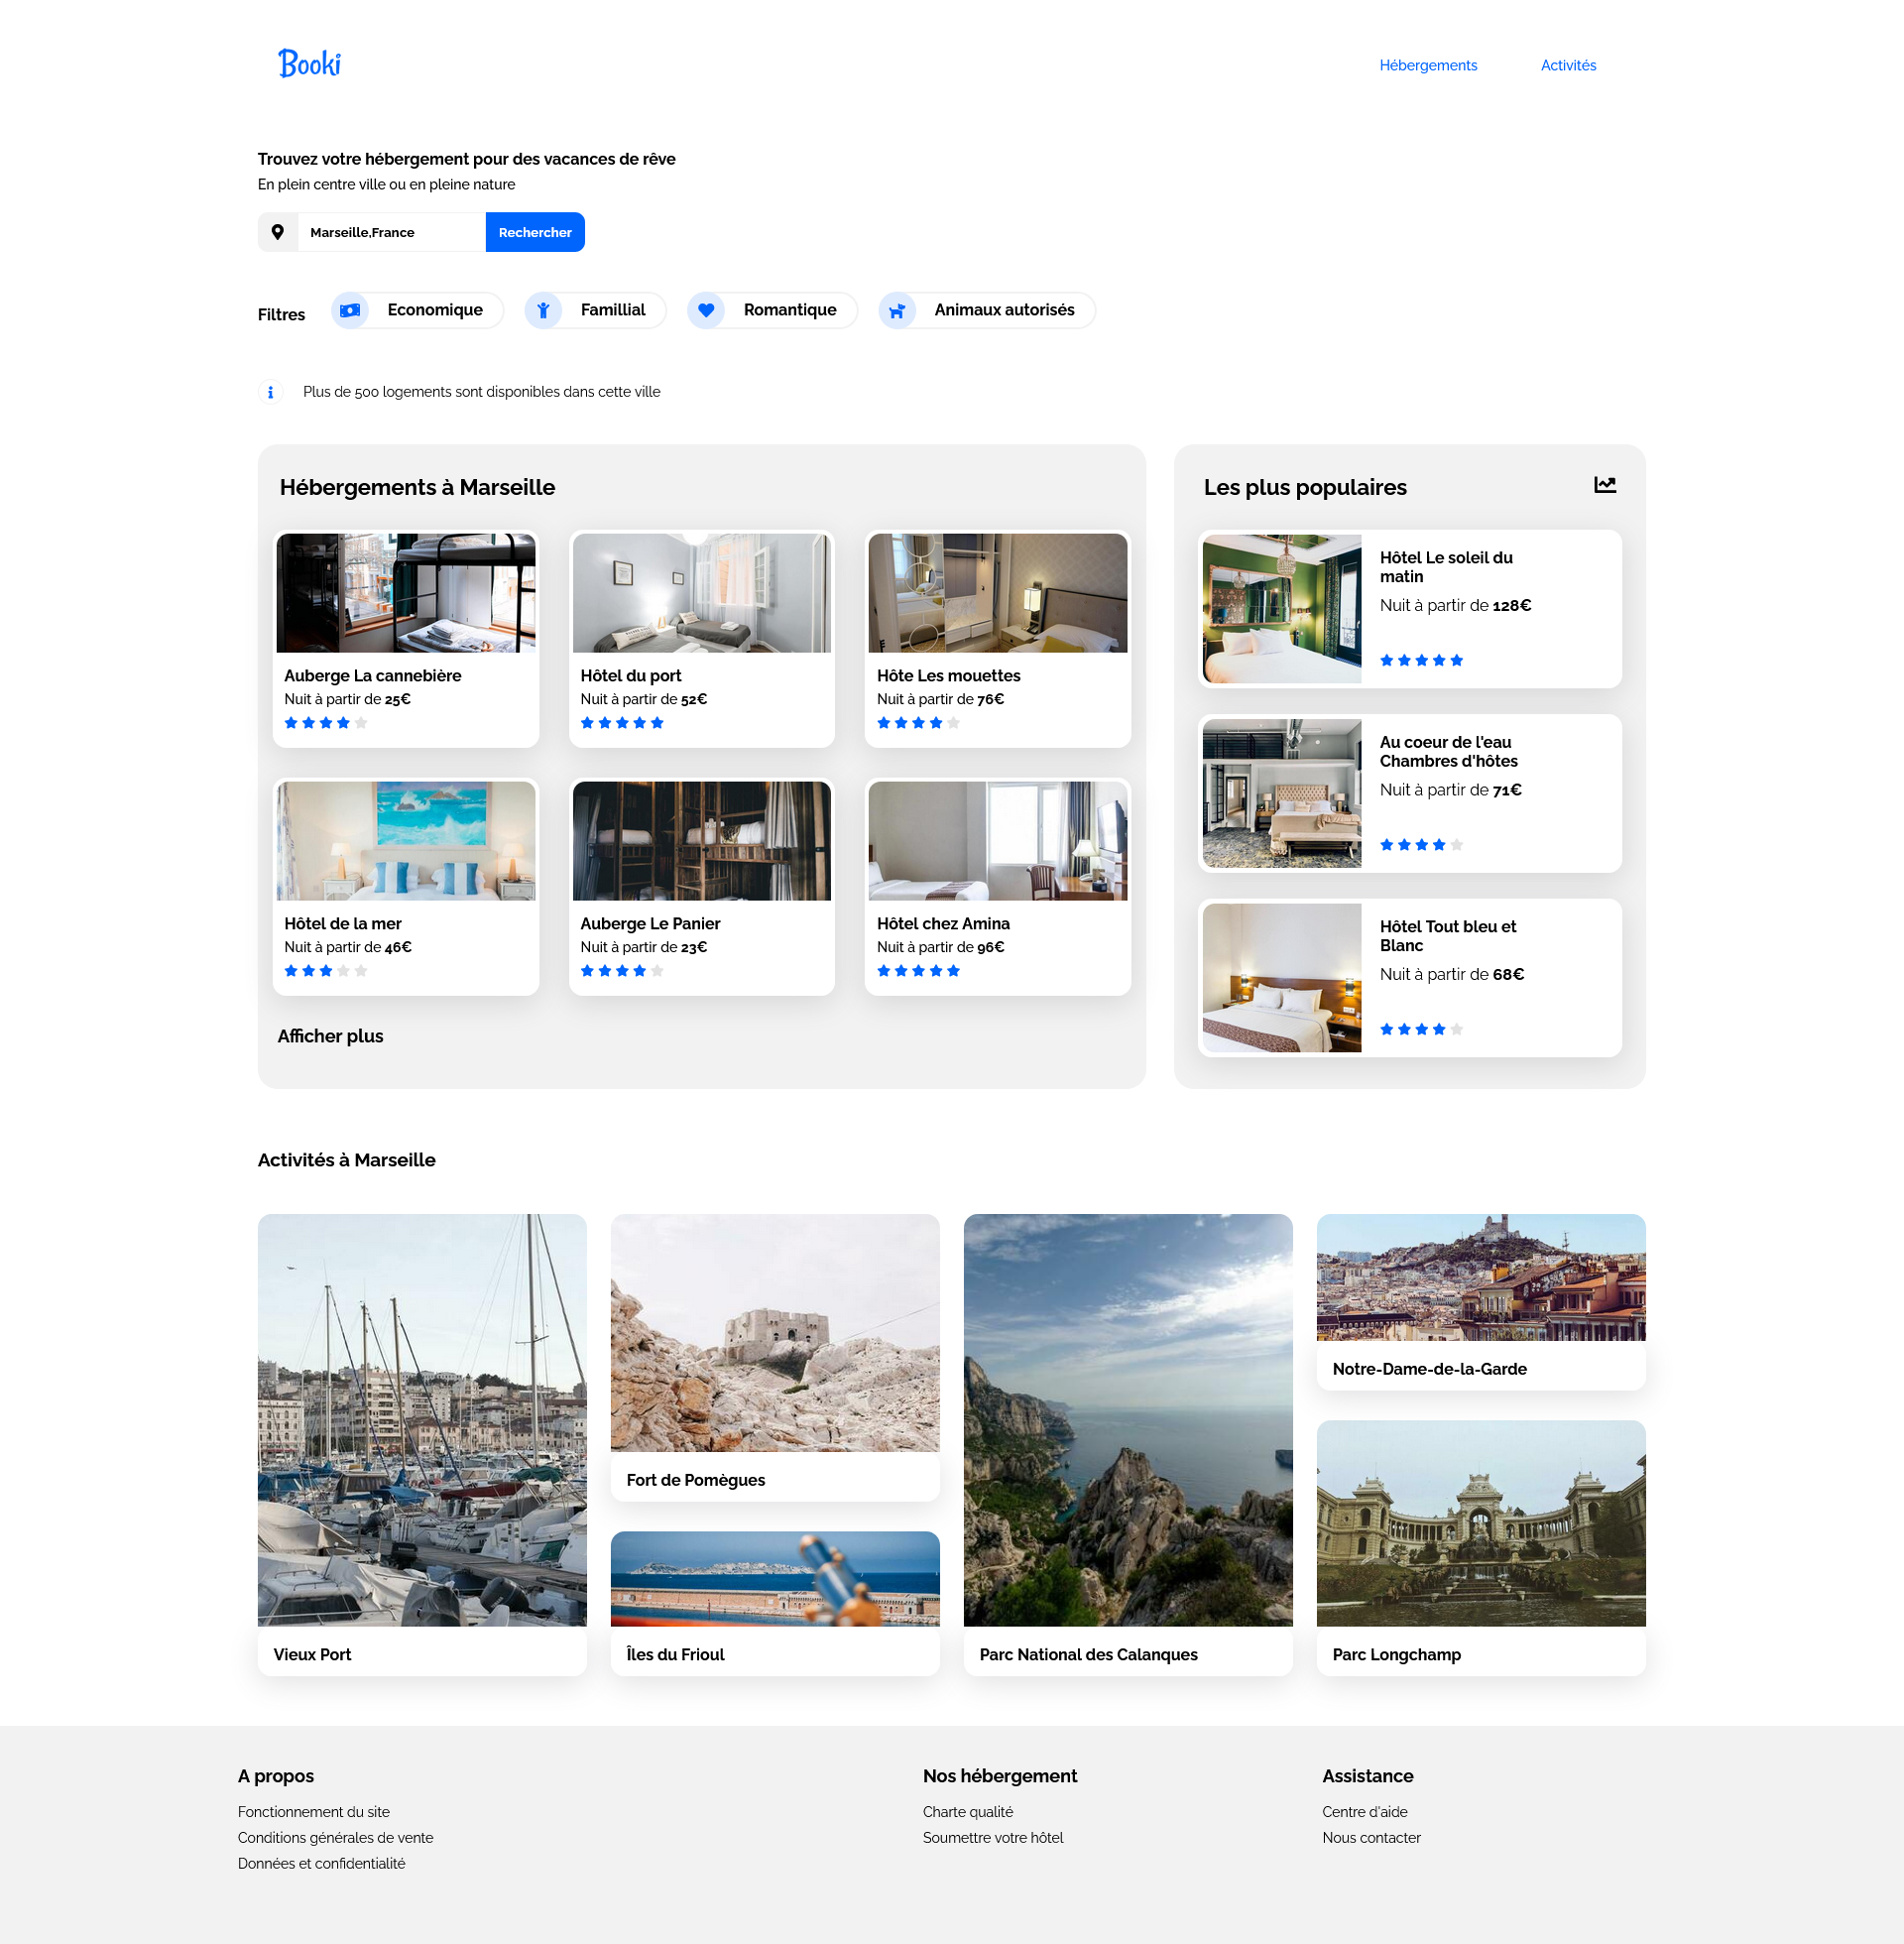 Booki
Hébergements
Activités
Trouvez votre hébergement pour des vacances de rêve
En plein centre ville ou en pleine nature
Marseille,France
Rechercher
Filtres
Economique
Famillial
Romantique
Animaux autorisés
Plus de 500 logements sont disponibles dans cette ville
Hébergements à Marseille
Auberge La cannebière
Nuit à partir de 25€
Hôtel du port
Nuit à partir de 52€
Hôte Les mouettes
Nuit à partir de 76€
Hôtel de la mer
Nuit à partir de 46€
Auberge Le Panier
Nuit à partir de 23€
Hôtel chez Amina
Nuit à partir de 96€
Afficher plus
Les plus populaires
Hôtel Le soleil du
matin
Nuit à partir de 128€
Au coeur de l'eau
Chambres d'hôtes
Nuit à partir de 71€
Hôtel Tout bleu et
Blanc
Nuit à partir de 68€
Activités à Marseille
Vieux Port
Fort de Pomègues
Îles du Frioul
Parc National des Calanques
Notre-Dame-de-la-Garde
Parc Longchamp
A propos
Fonctionnement du site
Conditions générales de vente
Données et confidentialité
Nos hébergement
Charte qualité
Soumettre votre hôtel
Assistance
Centre d'aide
Nous contacter